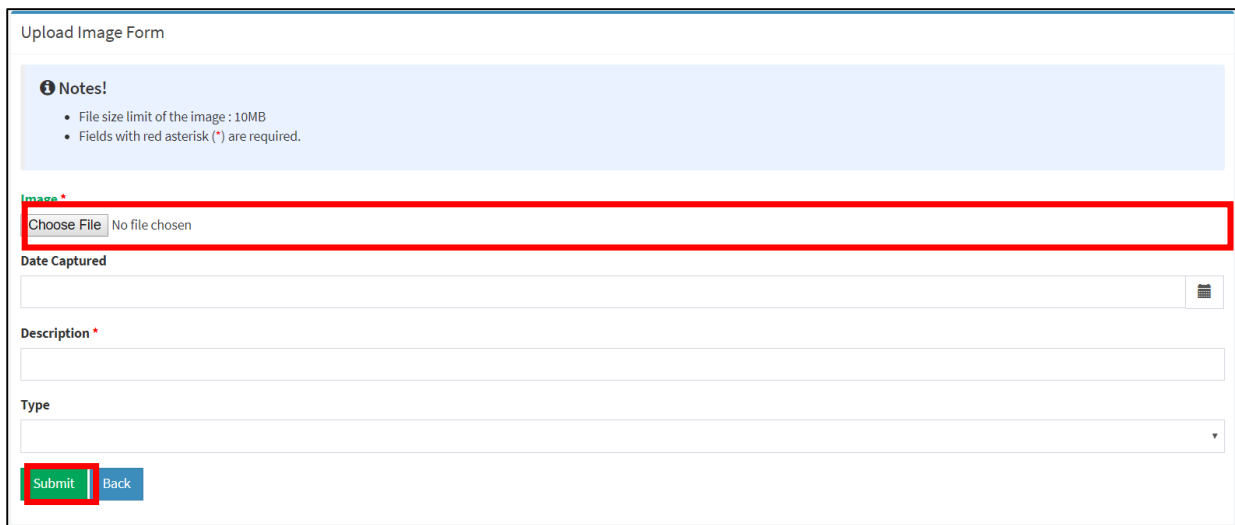 Upload Image Form
Notes!
File size limit of the image : 10MB
Fields with red asterisk (*) are required.
Image *
Choose File No file chosen
Date Captured
Description *
Type
Submit Back